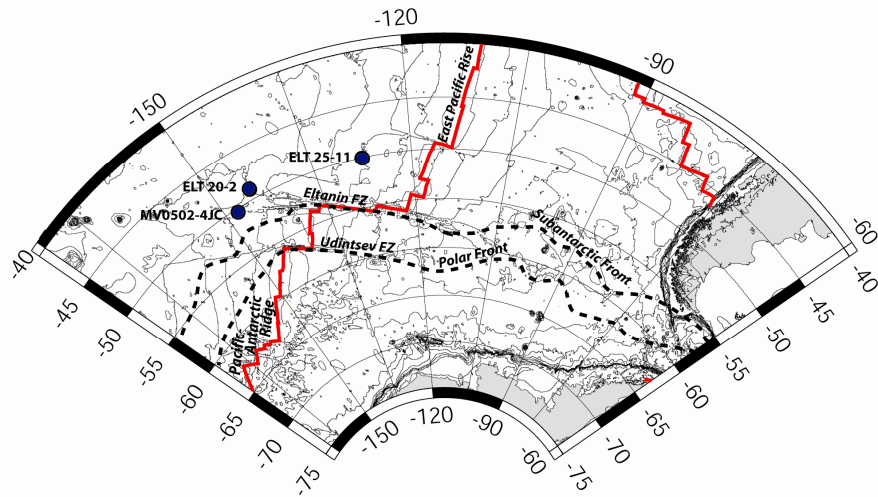 -120
-90
-150
East Pacific Rise
ELT 25-11
ELT 20-2
Eltanin FZ
MV0502-4JC
Subantarctic Front
Udintsev FZ
Polar Front
-60
-40
-40
-45
-45
-50
-50
Pacific-
Antarctic
Ridge
-55
-55
-60
-60
-65
-65
-70
-70
-75
-75
-150
-120
-90
-60